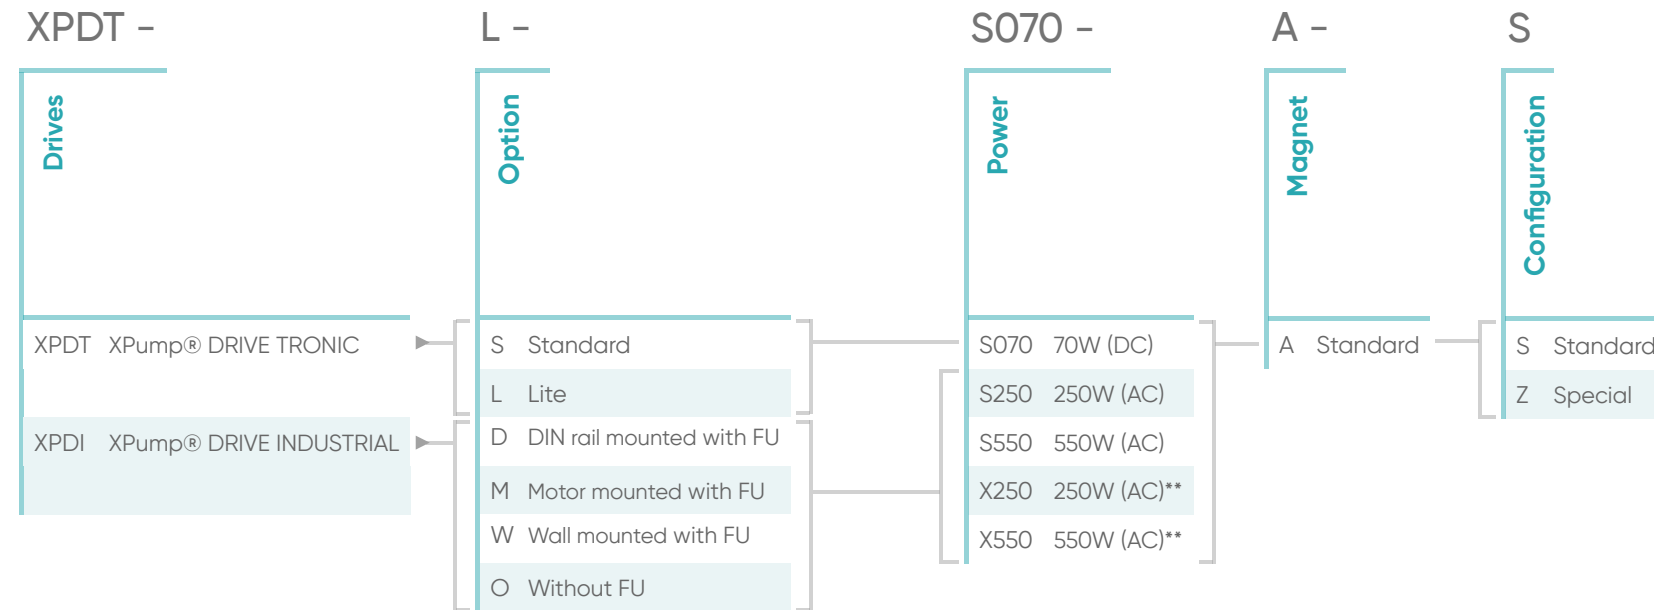 XPDT – L – S070 – A – S
Drives
Option
Power
Magnet
Configuration
XPDT XPump® DRIVE TRONIC
XPDI XPump® DRIVE INDUSTRIAL
S Standard
L Lite
D DIN rail mounted with FU
M Motor mounted with FU
W Wall mounted with FU
O Without FU
S070 70W (DC)
S250 250W (AC)
S550 550W (AC)
X250 250W (AC)**
X550 550W (AC)**
A Standard
S Standard
Z Special